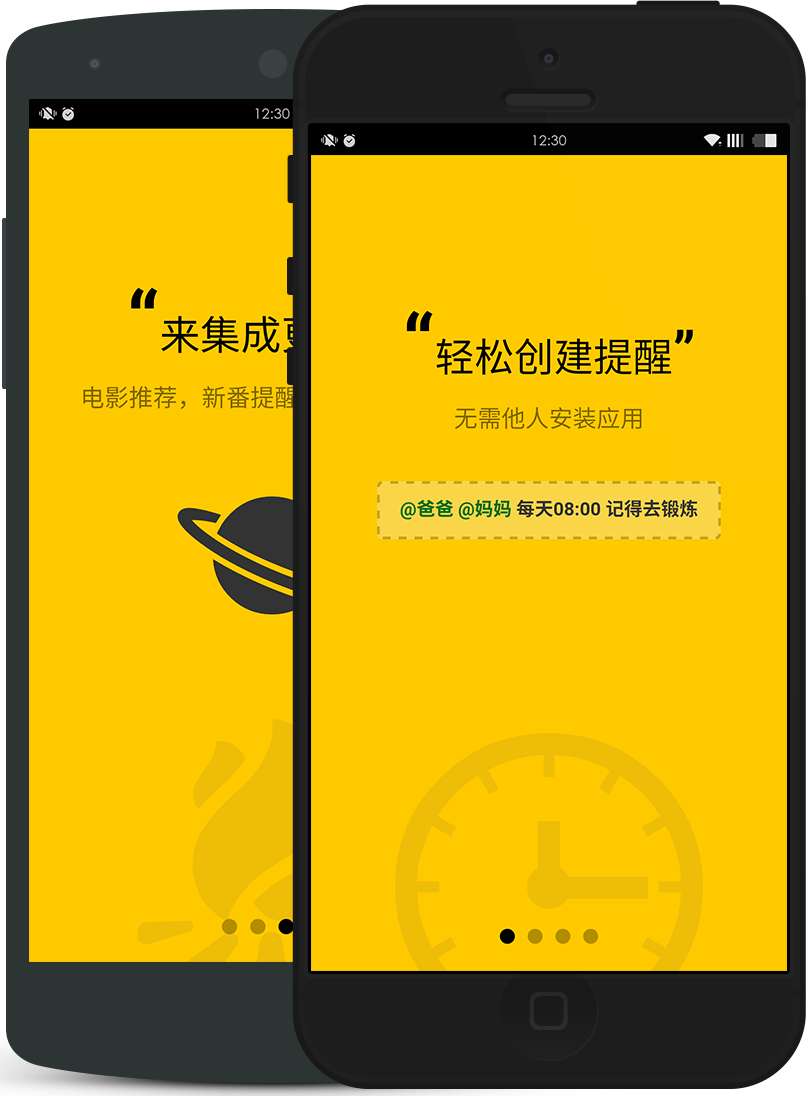 12:30
“来集成
电影推荐，新番提醒
12:30
“轻松创建提醒”
无需他人安装应用
@爸爸 @妈妈 每天08:00 记得去锻炼